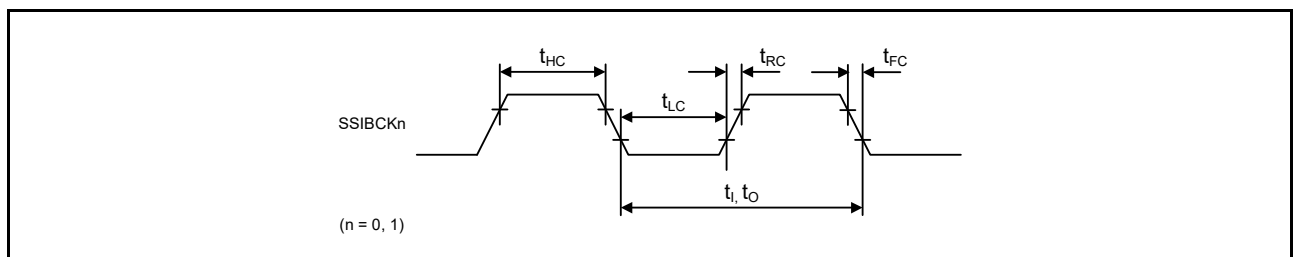 tHC
tRC
tFC
tLC
SSIBCKn
tI, tO
(n = 0, 1)